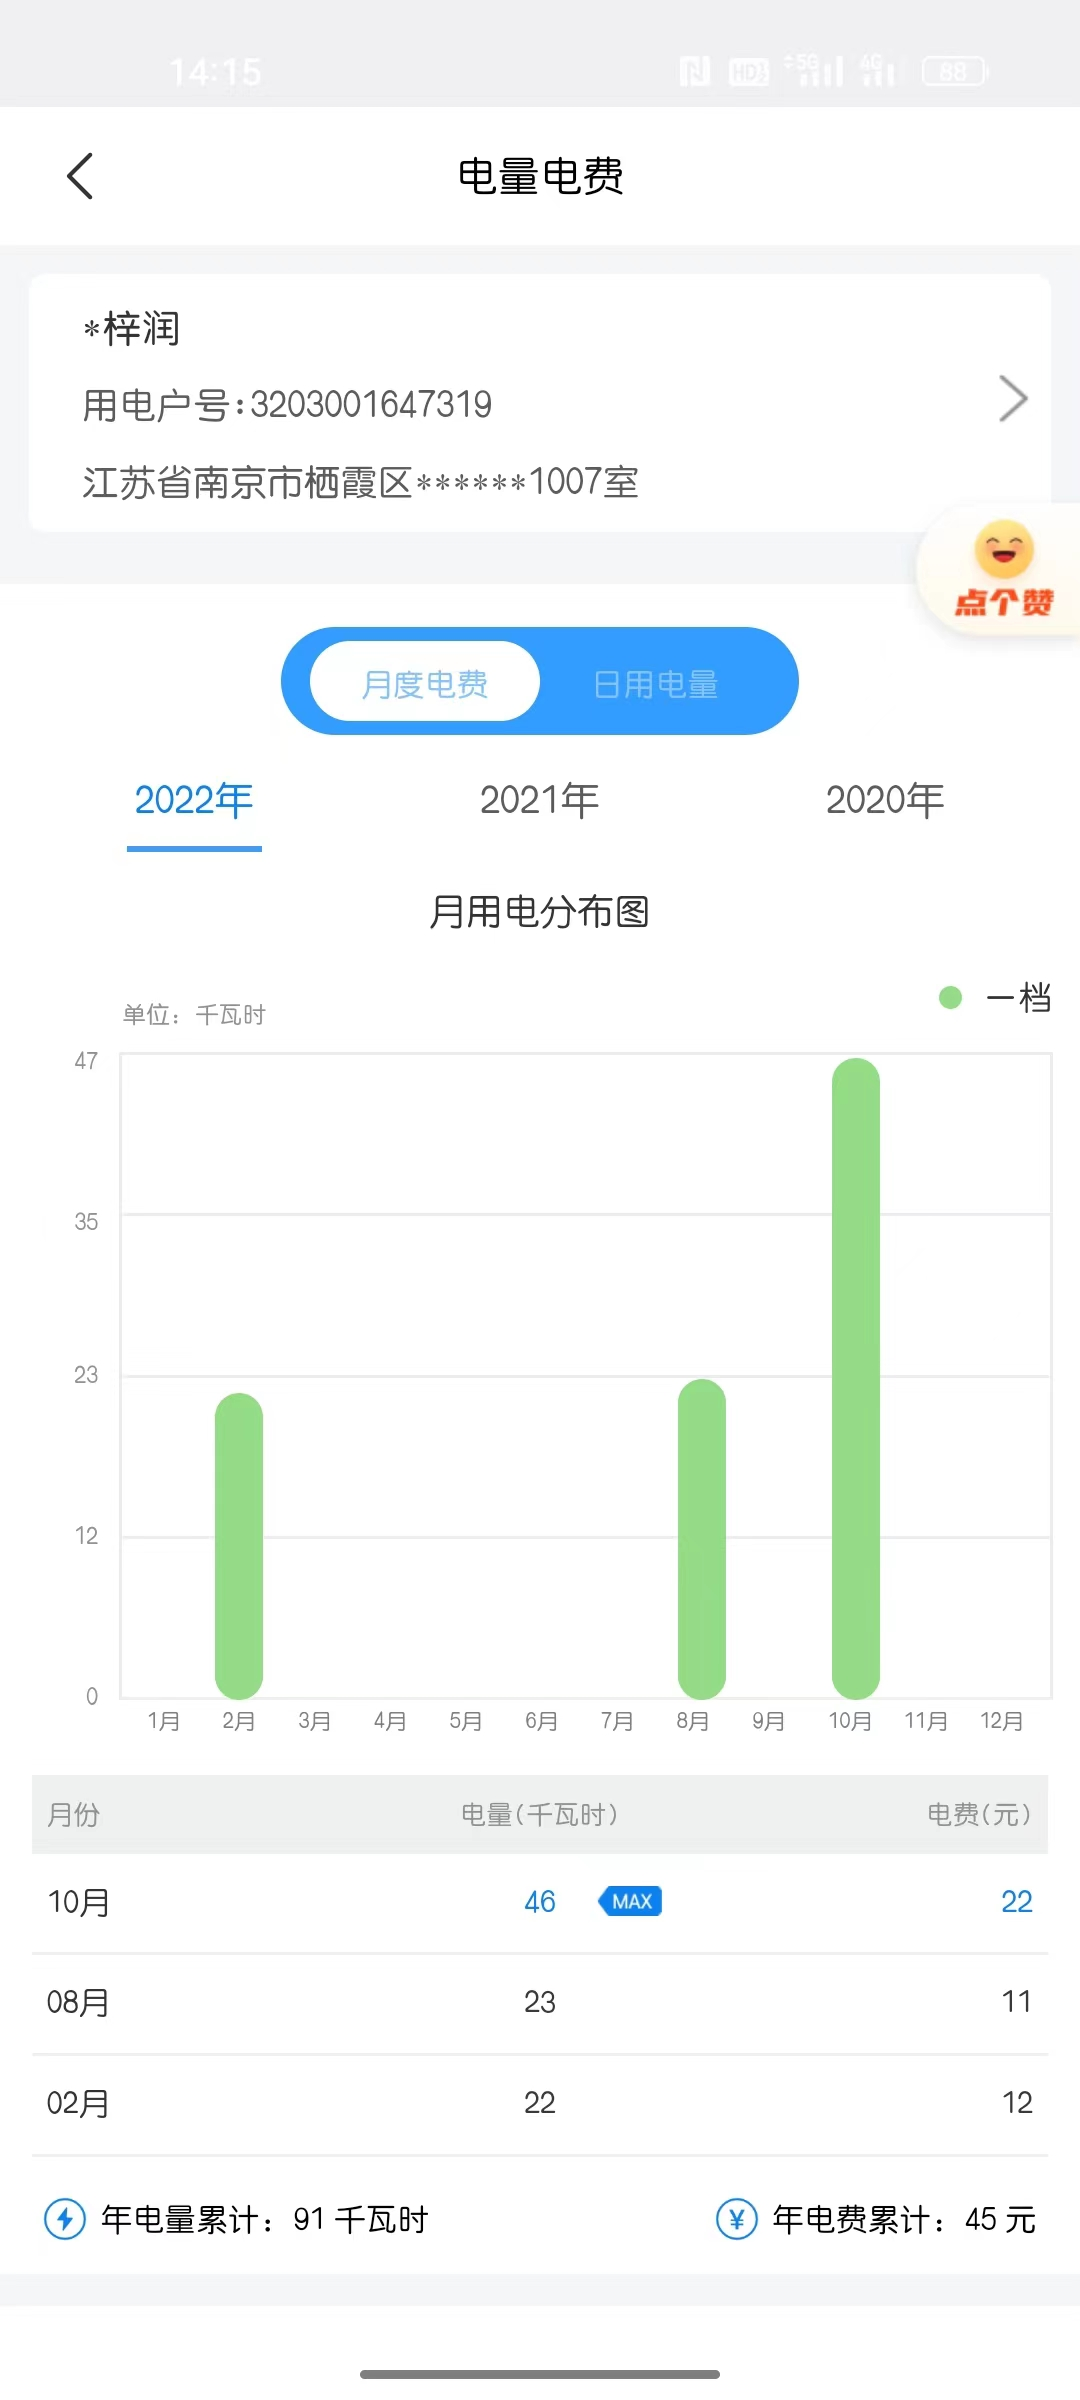 14:15
HD 5G 4G 88
电量电费
*梓润
用电户号:3203001647319
江苏省南京市栖霞区******1007室
点个赞
月度电费 日用电量
2022年 2021年 2020年
月用电分布图
单位：千瓦时
一档
47
35
23
12
0
1月 2月 3月 4月 5月 6月 7月 8月 9月 10月 11月 12月
月份 电量(千瓦时) 电费(元)
10月 46 MAX 22
08月 23 11
02月 22 12
年电量累计：91 千瓦时 ¥ 年电费累计：45 元